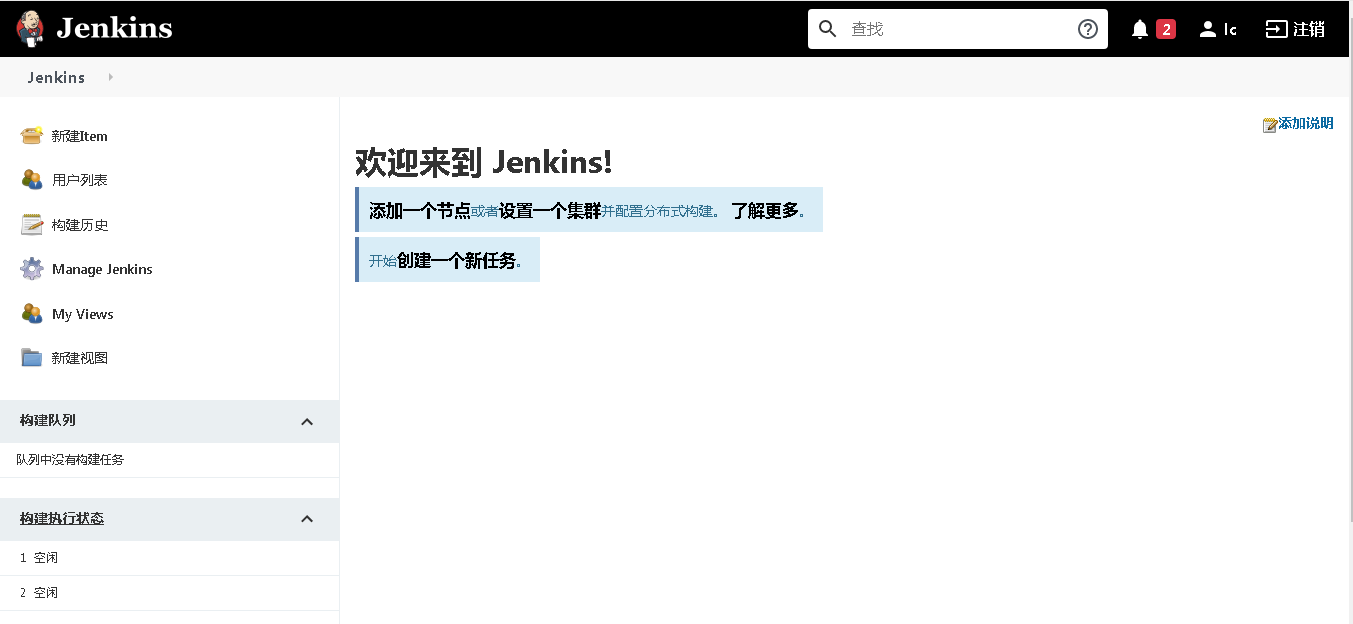 Jenkins
查找
2
lc
注销
Jenkins
添加说明
新建Item
用户列表
构建历史
Manage Jenkins
My Views
新建视图
构建队列
队列中没有构建任务
构建执行状态
1 空闲
2 空闲
欢迎来到 Jenkins!
添加一个节点或者设置一个集群并配置分布式构建。 了解更多。
开始创建一个新任务。